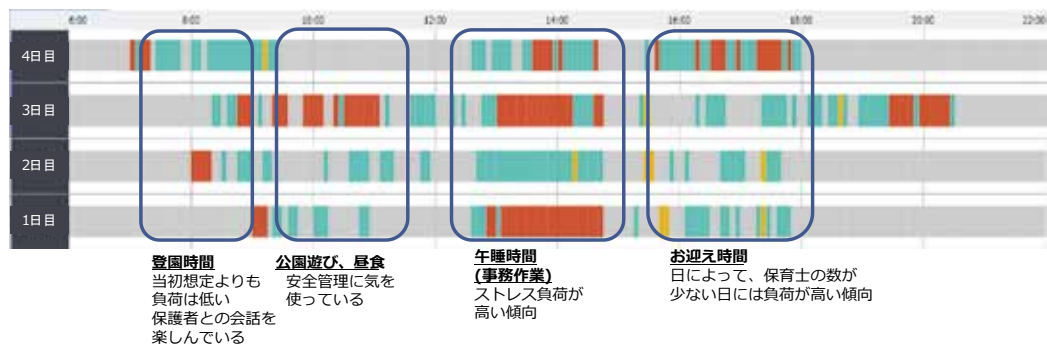 6:00 8:00 10:00 12:00 14:00 16:00 18:00 20:00 22:00
4日目
3日目
2日目
1日目
登園時間
当初想定よりも
負荷は低い
保護者との会話を
楽しんでいる
公園遊び、昼食
安全管理に気を
使っている
午睡時間
(事務作業)
ストレス負荷が
高い傾向
お迎え時間
日によって、保育士の数が
少ない日には負荷が高い傾向